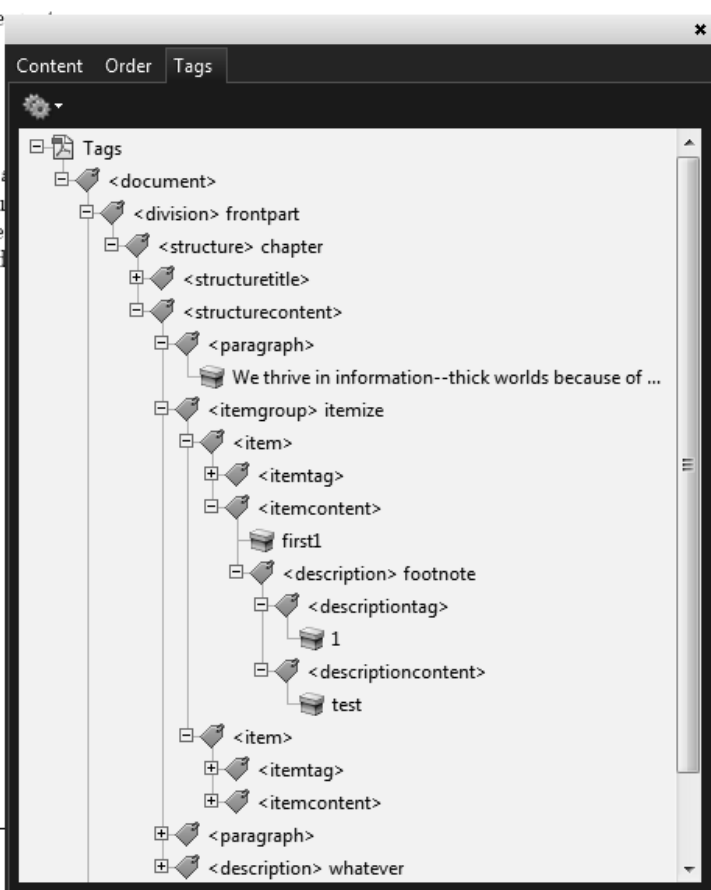 Content Order Tags
Tags
<document>
<division> frontpart
<structure> chapter
<structuretitle>
<structurecontent>
<paragraph>
We thrive in information--thick worlds because of ...
<itemgroup> itemize
<item>
<itemtag>
<itemcontent>
first1
<description> footnote
<descriptiontag>
1
<descriptioncontent>
test
<item>
<itemtag>
<itemcontent>
<paragraph>
<description> whatever